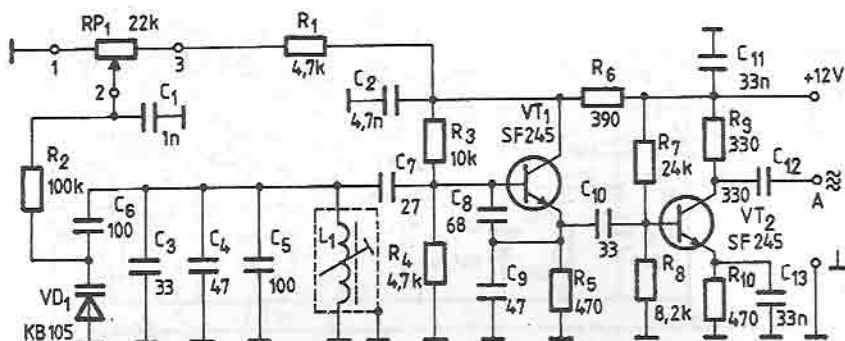 RP1 22k
1
2
3
R1
4,7k
C1
1n
C2
4,7n
R2
100k
R3
10k
R6
390
VT1
SF245
C11
33n
+12V
R7
24k
R9
330
C12
330
A
C6
100
C3
33
C4
47
C5
100
L1
C7
27
C8
68
R4
4,7k
C9
47
C10
33
R5
470
VT2
SF245
R8
8,2k
R10
470
C13
33n
VD1
KB105